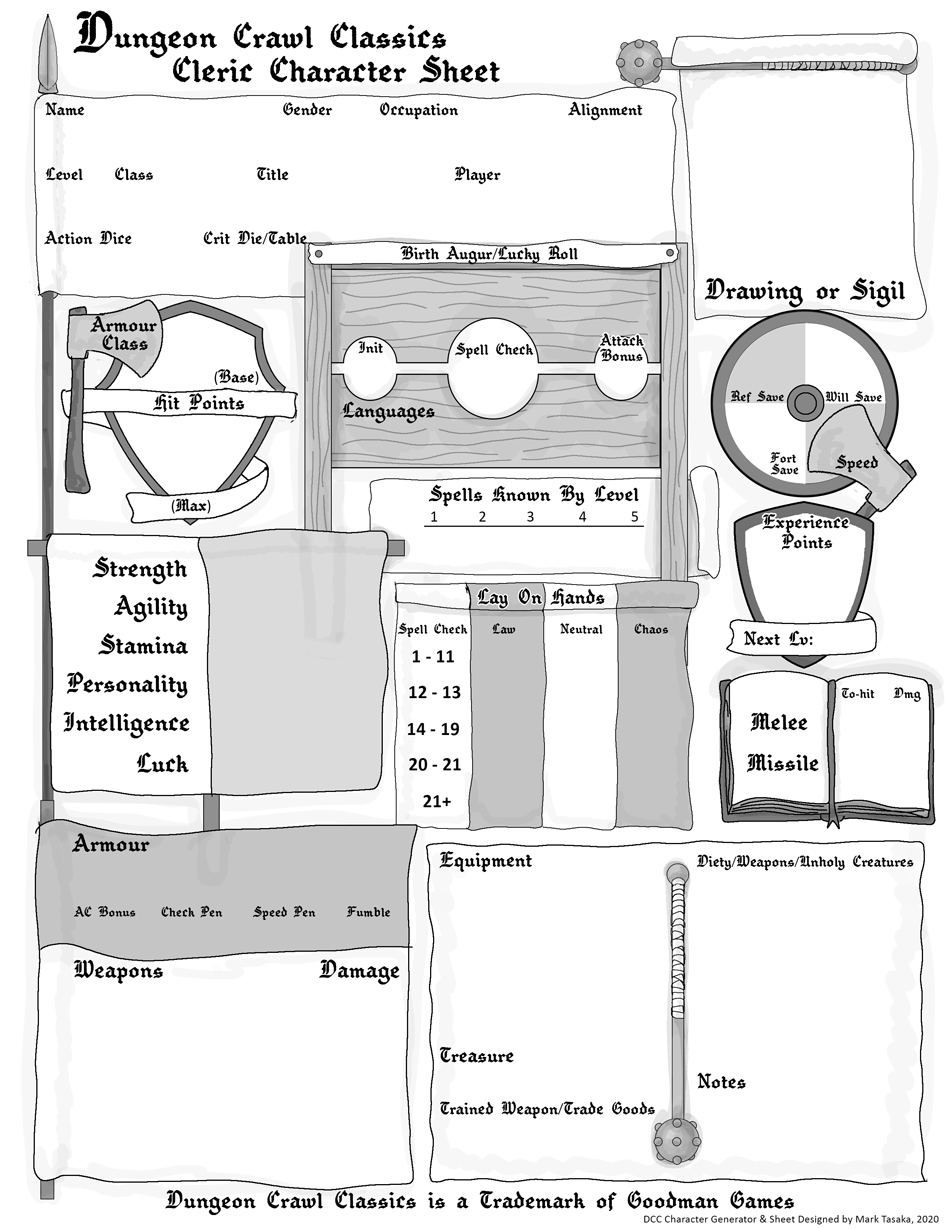 Dungeon Crawl Classics
Cleric Character Sheet
Name Gender Occupation Alignment
Level Class Title Player
Action Dice Crit Die/Table
Birth Augur/Lucky Roll
Drawing or Sigil
Armour
Class
(Base)
Hit Points
(Max)
Init Spell Check Attack
Bonus
Languages
Ref Save Will Save
Fort
Save
Speed
Spells Known By Level
1 2 3 4 5
Experience
Points
Next Lv:
Strength
Agility
Stamina
Personality
Intelligence
Luck
Lay On Hands
Spell Check Law Neutral Chaos
1 - 11
12 - 13
14 - 19
20 - 21
21+
To-hit Dmg
Melee
Missile
Armour
AC Bonus Check Pen Speed Pen Fumble
Weapons Damage
Equipment
Diety/Weapons/Unholy Creatures
Treasure
Notes
Trained Weapon/Trade Goods
Dungeon Crawl Classics is a Trademark of Goodman Games
DCC Character Generator & Sheet Designed by Mark Tasaka, 2020